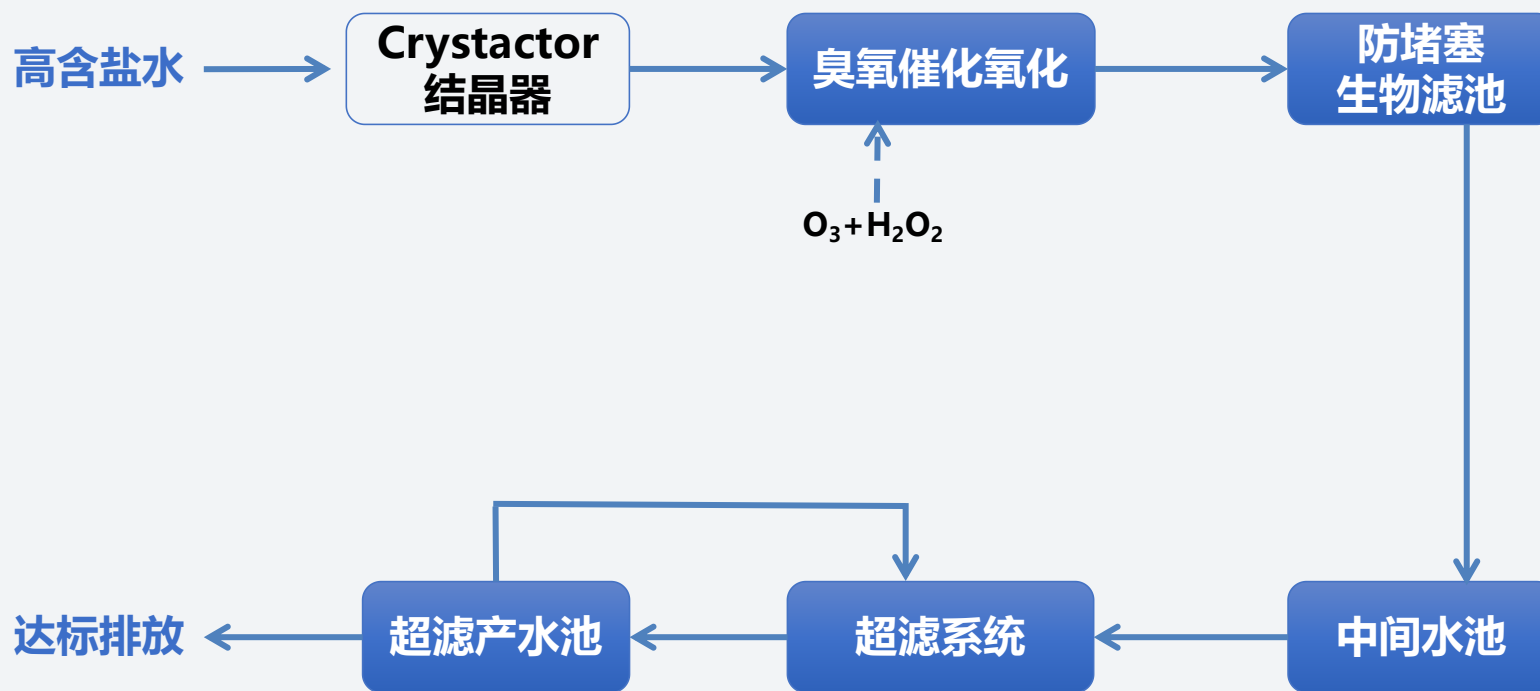 高含盐水
Crystactor
结晶器
臭氧催化氧化
防堵塞
生物滤池
O₃+H₂O₂
达标排放
超滤产水池
超滤系统
中间水池